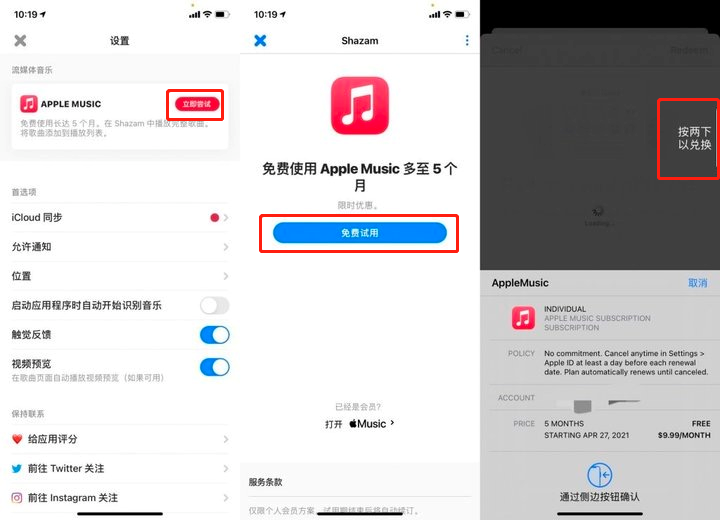 10:19
设置
流媒体音乐
APPLE MUSIC
立即尝试
免费使用长达 5 个月。在 Shazam 中播放完整歌曲。
将歌曲添加到播放列表。
首选项
iCloud 同步
允许通知
位置
启动应用程序时自动开始识别音乐
触觉反馈
视频预览
在歌曲页面自动播放视频预览（如果可用）
保持联系
给应用评分
前往 Twitter 关注
前往 Instagram 关注
10:19
Shazam
免费使用 Apple Music 多至 5 个
月
限时优惠。
免费试用
已经是会员?
打开 Music
服务条款
仅限个人会员方案。试用期结束后将自动续订。
Cancel
Redeem
按两下
以兑换
Loading...
AppleMusic
取消
INDIVIDUAL
APPLE MUSIC SUBSCRIPTION
SUBSCRIPTION
POLICY
No commitment. Cancel anytime in Settings >
Apple ID at least a day before each renewal
date. Plan automatically renews until canceled.
ACCOUNT
PRICE
5 MONTHS FREE
STARTING APR 27, 2021 $9.99/MONTH
通过侧边按钮确认